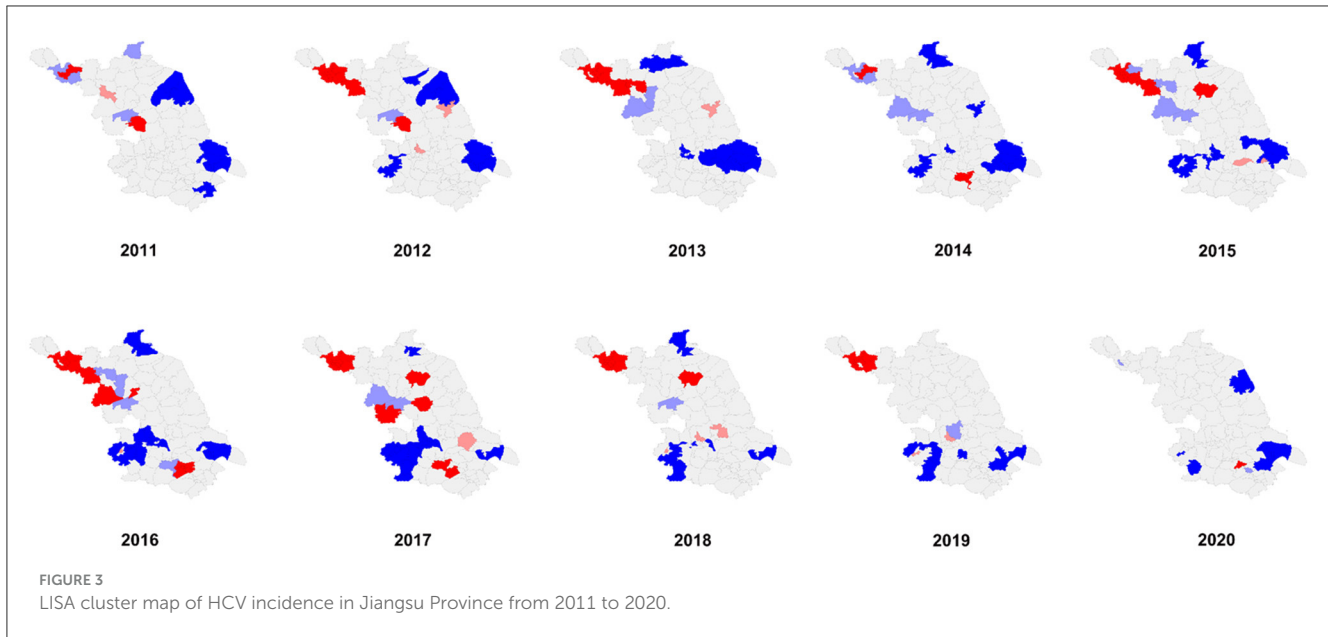 2011 2012 2013 2014 2015
2016 2017 2018 2019 2020
FIGURE 3
LISA cluster map of HCV incidence in Jiangsu Province from 2011 to 2020.